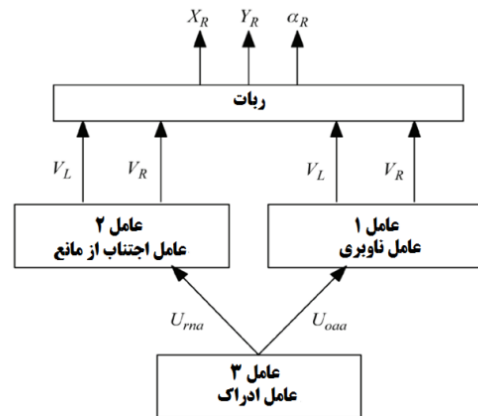 X_R Y_R α_R
ربات
V_L V_R V_L V_R
عامل ۲
عامل اجتناب از مانع
عامل ۱
عامل ناوبری
U_rna U_oaa
عامل ۳
عامل ادراک